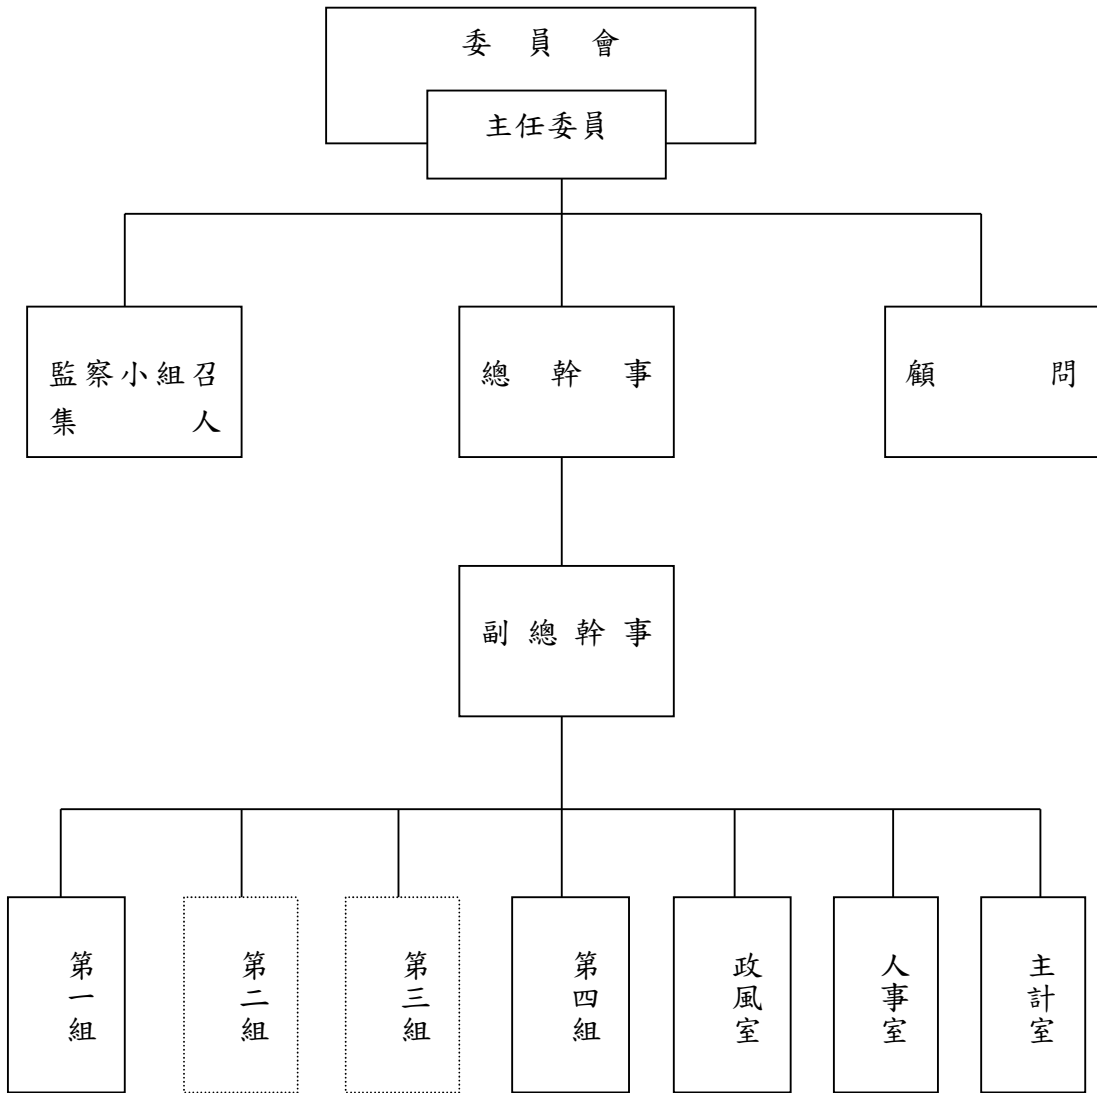 委員會
主任委員
監察小組召
集人
總幹事
顧問
副總幹事
第一組
第二組
第三組
第四組
政風室
人事室
主計室